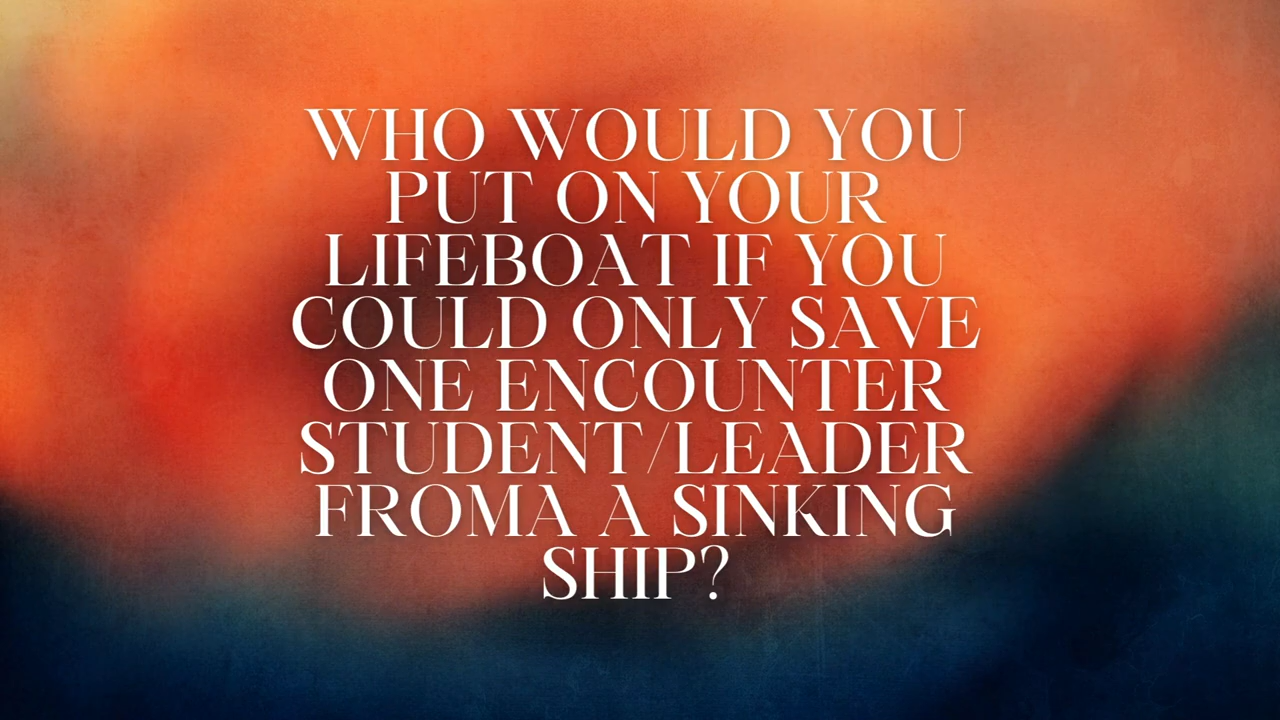 WHO WOULD YOU
PUT ON YOUR
LIFEBOAT IF YOU
COULD ONLY SAVE
ONE ENCOUNTER
STUDENT/LEADER
FROMA A SINKING
SHIP?